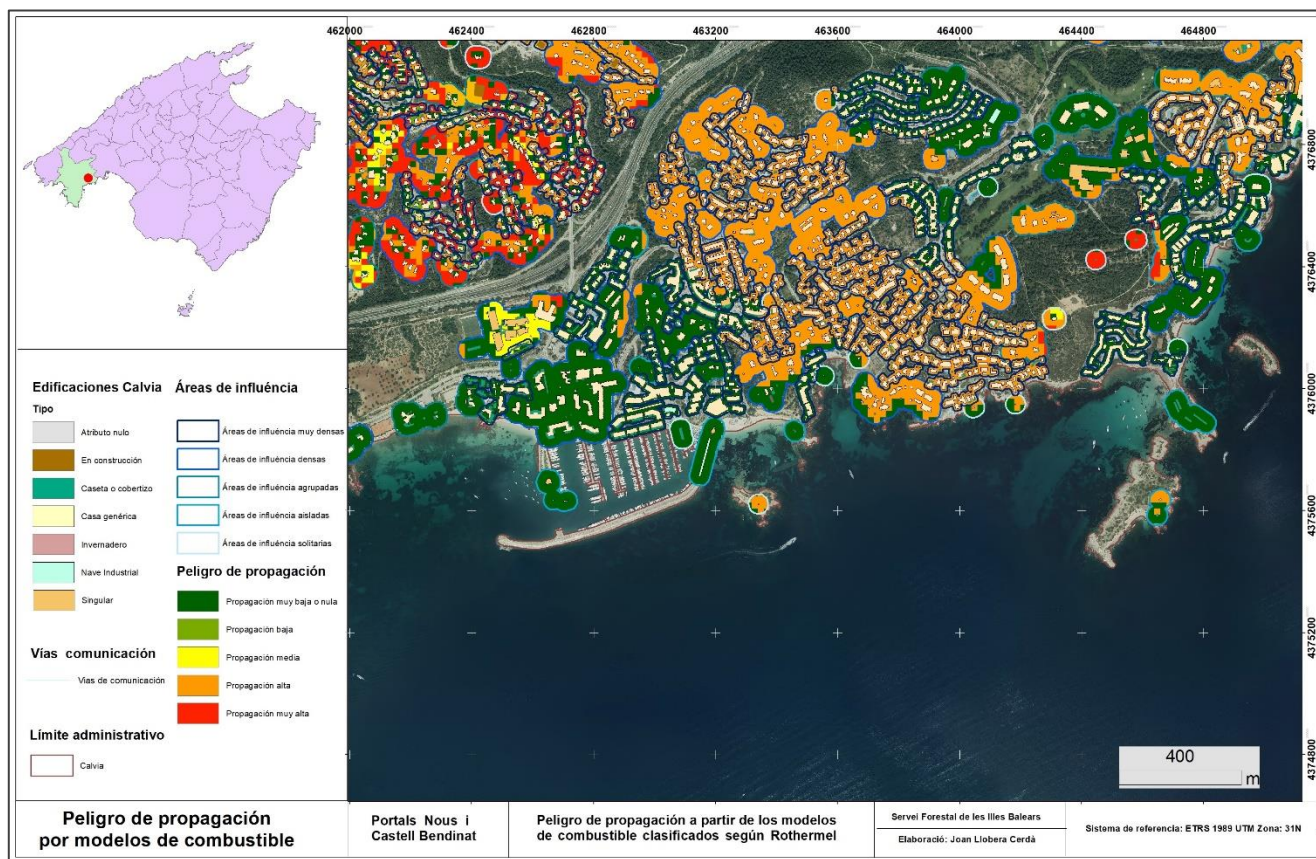 462000
462400
462800
463200
463600
464000
464400
464800
4376800
4376400
4376000
4375600
4375200
4374800
Edificaciones Calvia
Tipo
Atributo nulo
En construcción
Caseta o cobertizo
Casa genérica
Invernadero
Nave Industrial
Singular
Vías comunicación
Vias de comunicación
Límite administrativo
Calvia
Áreas de influéncia
Áreas de influéncia muy densas
Áreas de influéncia densas
Áreas de influéncia agrupadas
Áreas de influéncia aisladas
Áreas de influéncia solitarias
Peligro de propagación
Propagación muy baja o nula
Propagación baja
Propagación media
Propagación alta
Propagación muy alta
400
m
Peligro de propagación
por modelos de combustible
Portals Nous i
Castell Bendinat
Peligro de propagación a partir de los modelos
de combustible clasificados según Rothermel
Servei Forestal de les Illes Balears
Elaboració: Joan Llobera Cerdà
Sistema de referencia: ETRS 1989 UTM Zona: 31N